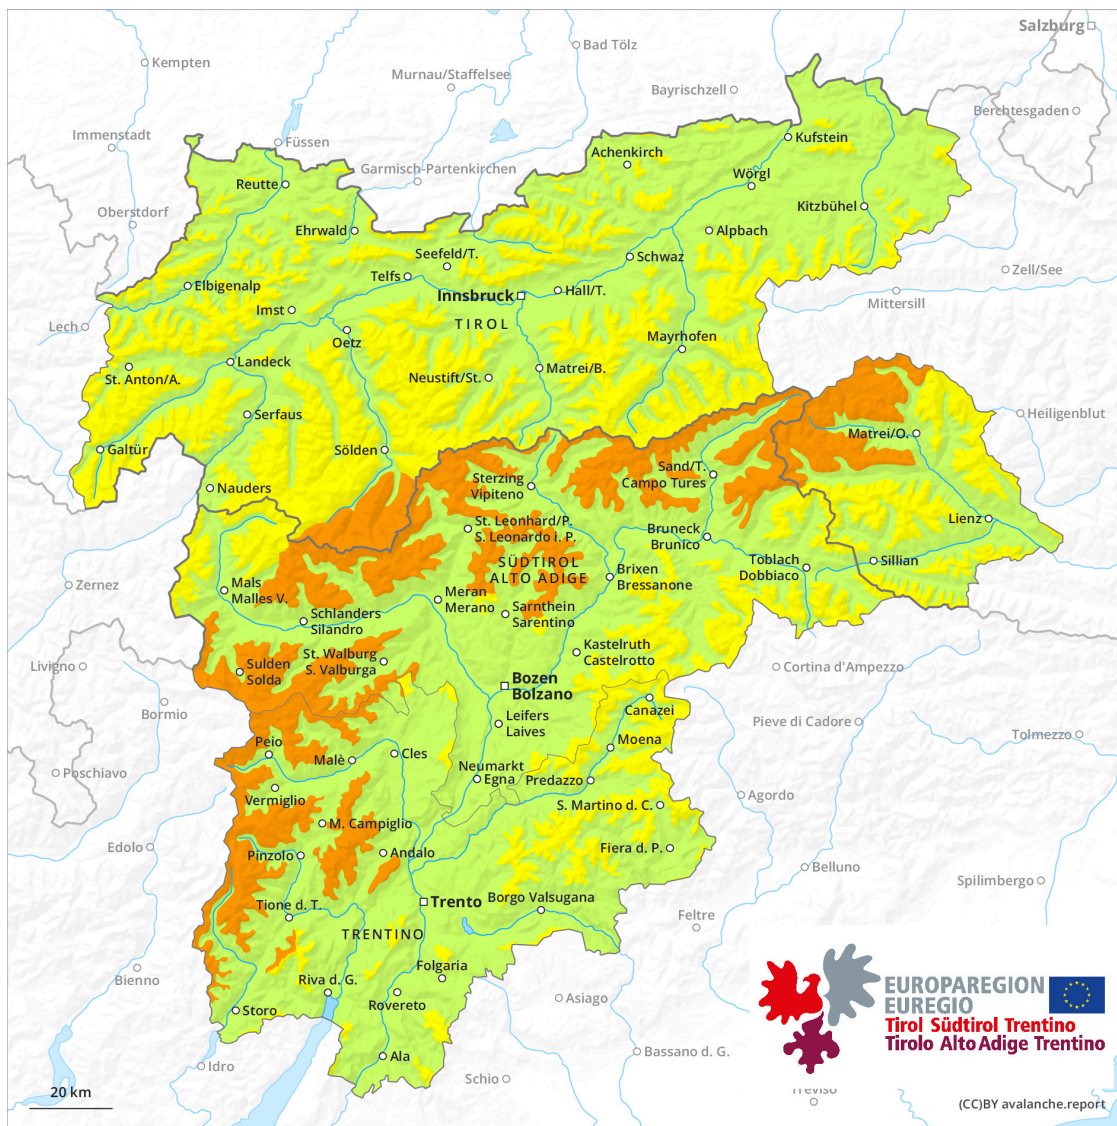 Salzburg
Bad Tölz
Kempten
Murnau/Staffelsee
Bayrischzell
Berchtesgaden
Immenstadt
Füssen
Kufstein
Achenkirch
Garmisch-Partenkirchen
Wörgl
Reutte
Oberstdorf
Kitzbühel
Ehrwald
Alpbach
Seefeld/T.
Schwaz
Telfs
Zell/See
Elbigenalp
Hall/T.
Innsbruck
Mittersill
Imst
TIROL
Lech
Oetz
Mayrhofen
Landeck
Matrei/B.
St. Anton/A.
Neustift/St.
Serfaus
Heiligenblut
Matrei/O.
Galtür
Sölden
Sand/T.
Campo Tures
Sterzing
Vipiteno
Nauders
Lienz
St. Leonhard/P.
S. Leonardo i. P.
Bruneck
Brunico
Toblach
Dobbiaco
Sillian
SÜDTIROL
ALTO ADIGE
Brixen
Bressanone
Zernez
Mals
Malles V.
Meran
Merano
Sarnthein
Sarentino
Schlanders
Silandro
Kastelruth
Castelrotto
St. Walburg
S. Valburga
Livigno
Sulden
Solda
Cortina d'Ampezzo
Bozen
Bolzano
Bormio
Canazei
Leifers
Laives
Pieve di Cadore
Tolmezzo
Moena
Peio
Malè
Cles
Poschiavo
Neumarkt
Egna
Predazzo
Vermiglio
Agordo
S. Martino d. C.
M. Campiglio
Edolo
Pinzolo
Andalo
Fiera d. P.
Belluno
Spilimbergo
Trento
Borgo Valsugana
Tione d. T.
Feltre
TRENTINO
Folgaria
Bienno
Riva d. G.
Rovereto
Asiago
Storo
EUROPAREGION
EUREGIO
Tirol Südtirol Trentino
Tirolo Alto Adige Trentino
Ala
Bassano d. G.
Idro
Schio
Treviso
20 km
(CC)BY avalanche.report